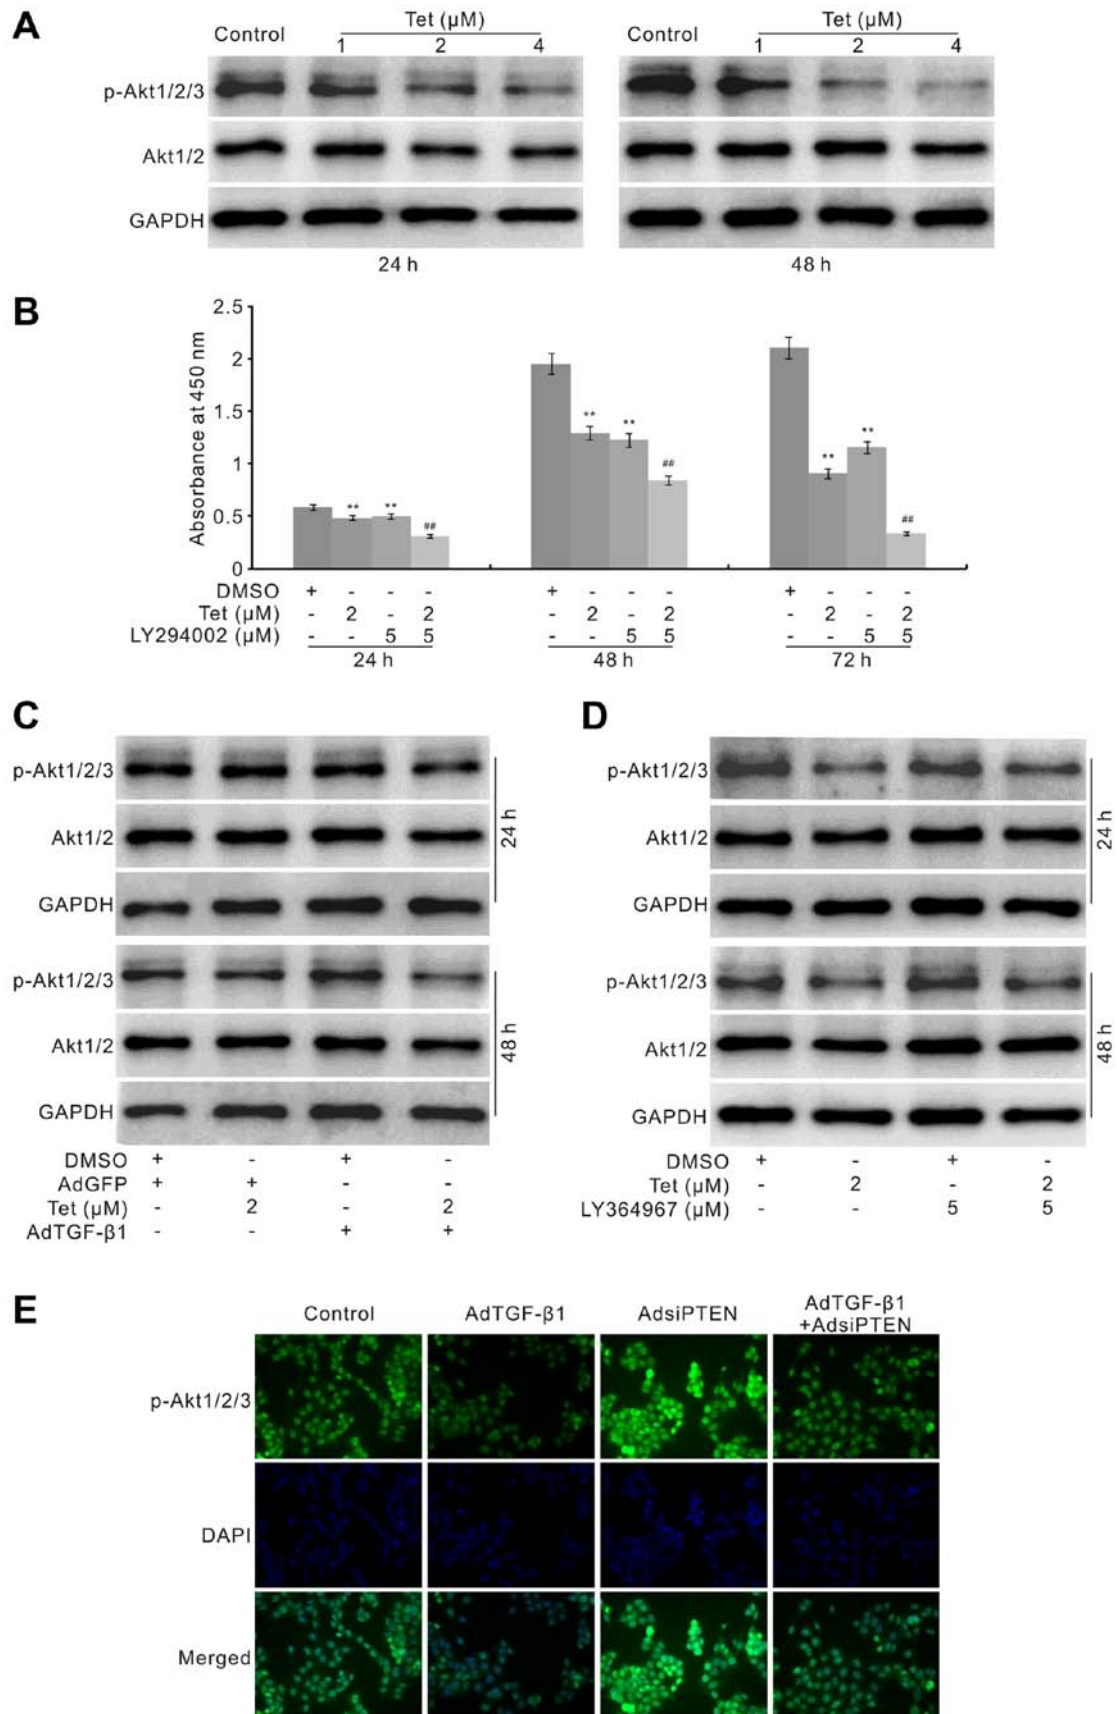 A
Control
Tet (µM)
1 2 4
Control
Tet (µM)
1 2 4
p-Akt1/2/3
Akt1/2
GAPDH
24 h
48 h
B
Absorbance at 450 nm
2.5
2
1.5
1
0.5
0
** ** ##
** ** ##
** ** ##
DMSO + - - - + - - - + - - -
Tet (µM) - 2 - 2 - 2 - 2 - 2 - 2
LY294002 (µM) - - 5 5 - - 5 5 - - 5 5
24 h 48 h 72 h
C
p-Akt1/2/3
Akt1/2
GAPDH
24 h
p-Akt1/2/3
Akt1/2
GAPDH
48 h
DMSO + - + -
AdGFP + + - -
Tet (µM) - 2 - 2
AdTGF-β1 - - + +
D
p-Akt1/2/3
Akt1/2
GAPDH
24 h
p-Akt1/2/3
Akt1/2
GAPDH
48 h
DMSO + - + -
Tet (µM) - 2 - 2
LY364967 (µM) - - 5 5
E
Control
AdTGF-β1
AdsiPTEN
AdTGF-β1
+AdsiPTEN
p-Akt1/2/3
DAPI
Merged